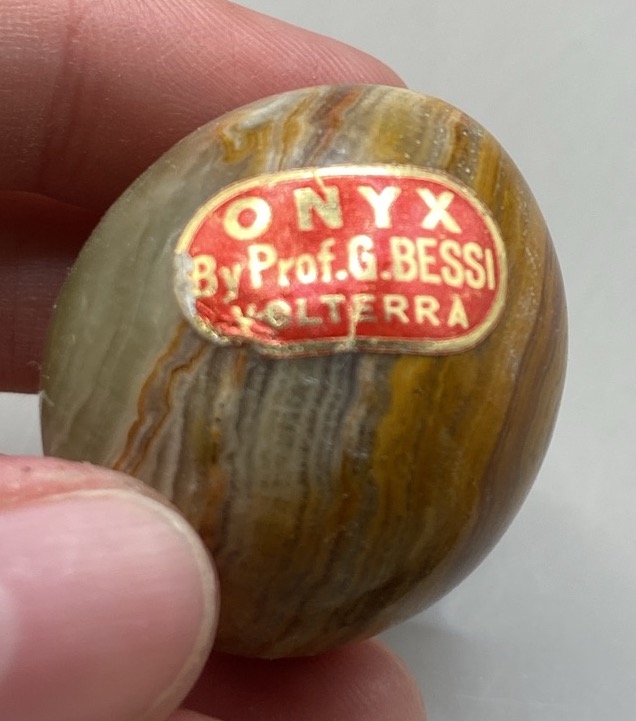 ONYX
By Prof. G. BESSI
VOLTERRA